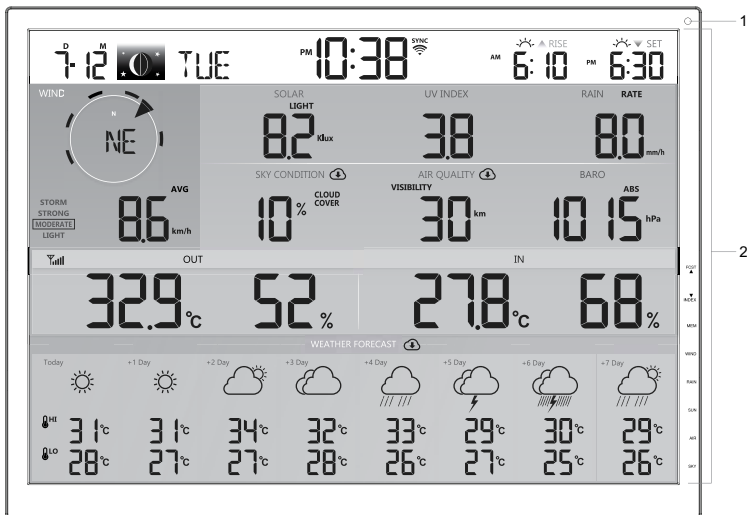 D M
7-12 TUE PM 10:38 SYNC AM 6:10 RISE PM 6:30 SET
1
WIND
N
NE
STORM
STRONG
MODERATE
LIGHT
AVG
8.6 km/h
SOLAR
LIGHT
8.2 Klux
UV INDEX
3.8
RAIN RATE
8.0 mm/h
SKY CONDITION
10 % CLOUD COVER
AIR QUALITY
VISIBILITY
30 km
BARO
ABS
1015 hPa
2
OUT IN
32.9 °C 52 % 27.8 °C 68 %
WEATHER FORECAST
Today +1 Day +2 Day +3 Day +4 Day +5 Day +6 Day +7 Day
HI 31°C 31°C 34°C 32°C 33°C 29°C 30°C 29°C
LO 28°C 27°C 27°C 28°C 26°C 27°C 25°C 26°C
INDEX
MEM
WIND
RAIN
SUN
AIR
SKY